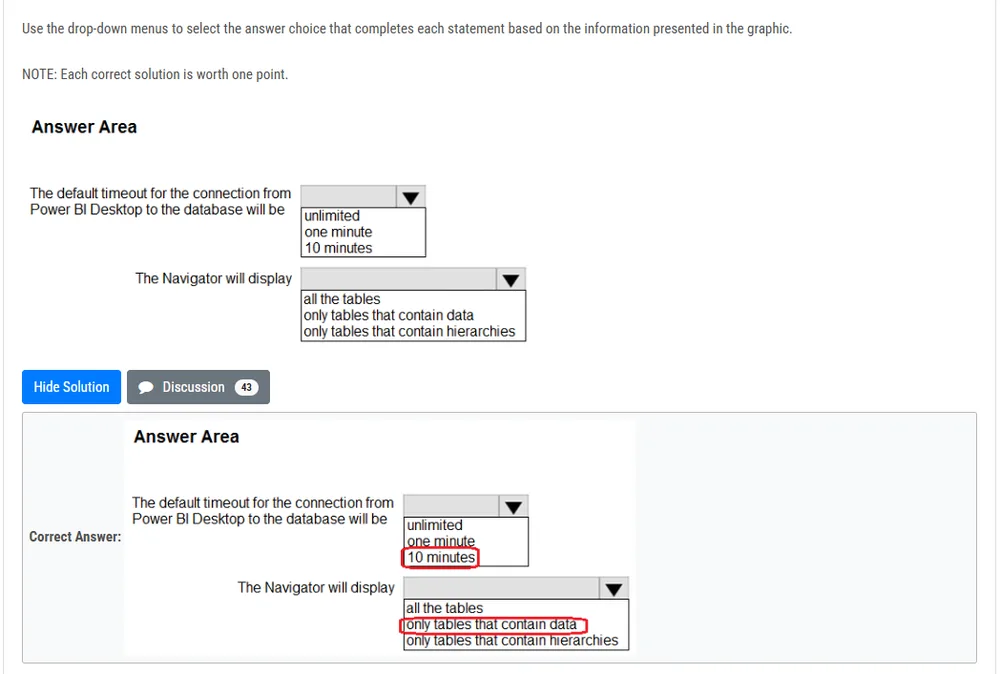 Use the drop-down menus to select the answer choice that completes each statement based on the information presented in the graphic.
NOTE: Each correct solution is worth one point.
Answer Area
The default timeout for the connection from
Power BI Desktop to the database will be
unlimited
one minute
10 minutes
The Navigator will display
all the tables
only tables that contain data
only tables that contain hierarchies
Hide Solution
Discussion 43
Correct Answer:
Answer Area
The default timeout for the connection from
Power BI Desktop to the database will be
unlimited
one minute
10 minutes
The Navigator will display
all the tables
only tables that contain data
only tables that contain hierarchies